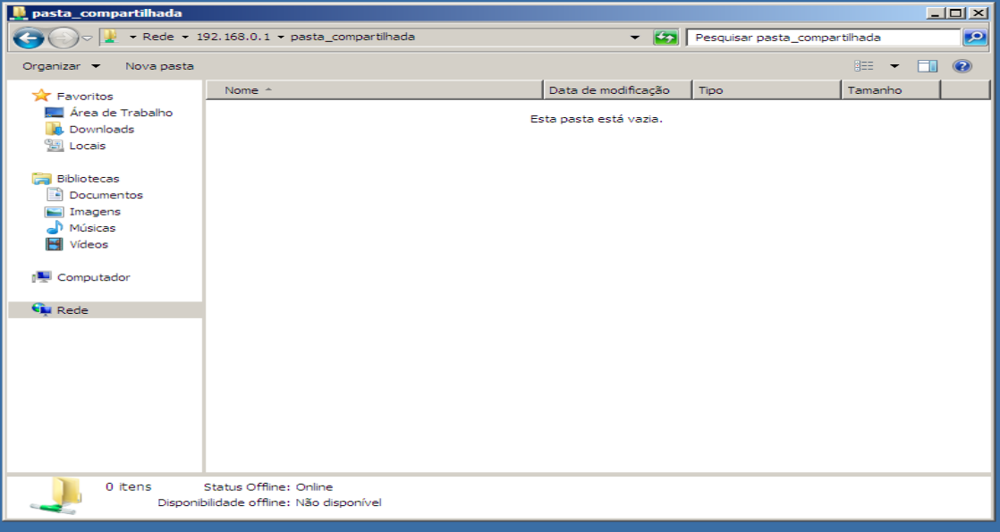 pasta_compartilhada
Rede 192.168.0.1 pasta_compartilhada Pesquisar pasta_compartilhada
Organizar Nova pasta
Nome Data de modificação Tipo Tamanho
Esta pasta está vazia.
Favoritos
Área de Trabalho
Downloads
Locais
Bibliotecas
Documentos
Imagens
Músicas
Vídeos
Computador
Rede
0 itens Status Offline: Online
Disponibilidade offline: Não disponível